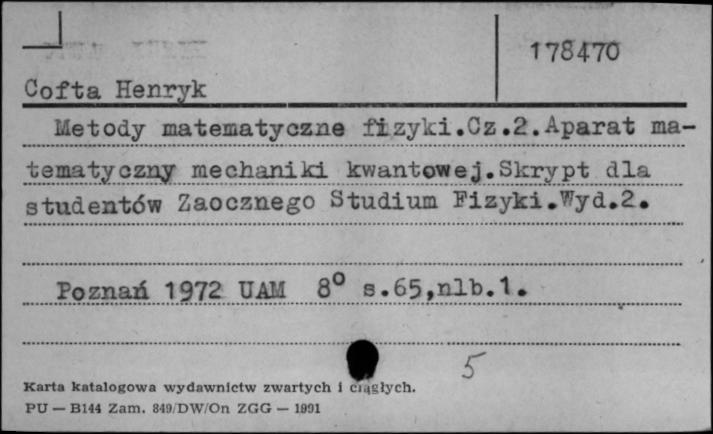 178470
Cofta Henryk
Metody matematyczne fizyki.Cz.2.Aparat ma-
tematyczny mechaniki kwantowej.Skrypt dla
studentów Zaocznego Studium Fizyki.Wyd.2.
Poznań 1972 UAM 8° s.65,nlb.1.
5
Karta katalogowa wydawnictw zwartych i ciągłych.
PU — B144 Zam. 849/DW/On ZGG — 1991